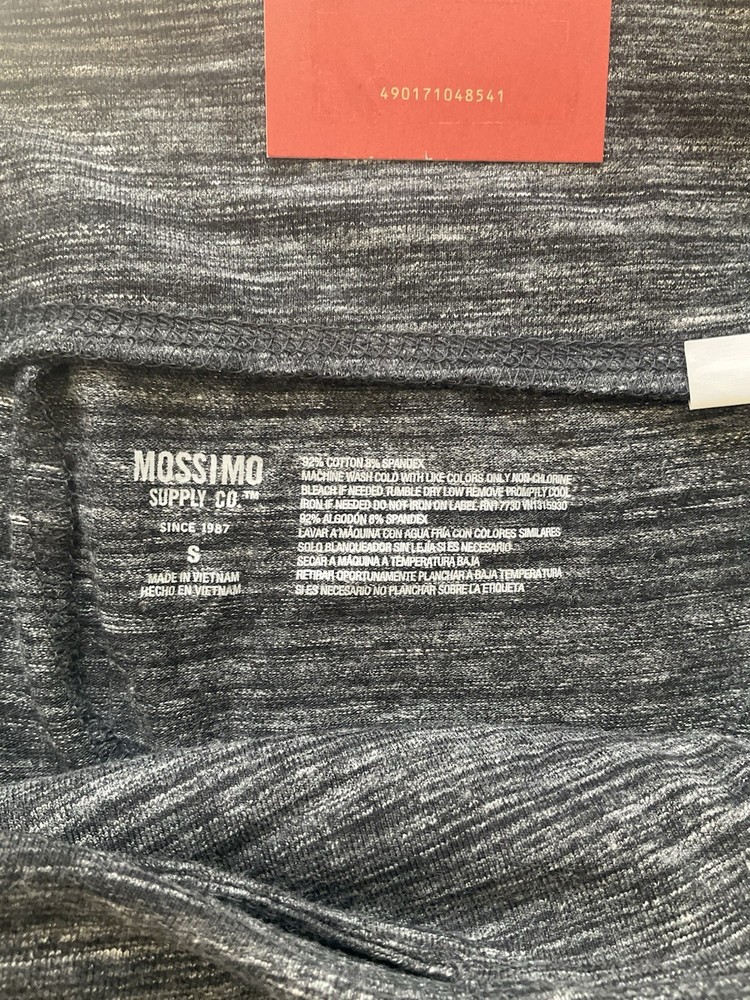 490171048541
MOSSIMO
SUPPLY CO.™
SINCE 1987
S
MADE IN VIETNAM
HECHO EN VIETNAM
92% COTTON 8% SPANDEX
MACHINE WASH COLD WITH LIKE COLORS ONLY NON-CHLORINE
BLEACH IF NEEDED TUMBLE DRY LOW REMOVE PROMPTLY COOL
IRON IF NEEDED DO NOT IRON ON LABEL RN17730 VN1315930
92% ALGODÓN 8% SPANDEX
LAVAR A MÁQUINA CON AGUA FRÍA CON COLORES SIMILARES
SOLO BLANQUEADOR SIN LEJÍA SI ES NECESARIO
SECAR A MÁQUINA A TEMPERATURA BAJA
RETIRAR OPORTUNAMENTE PLANCHAR A BAJA TEMPERATURA
SI ES NECESARIO NO PLANCHAR SOBRE LA ETIQUETA